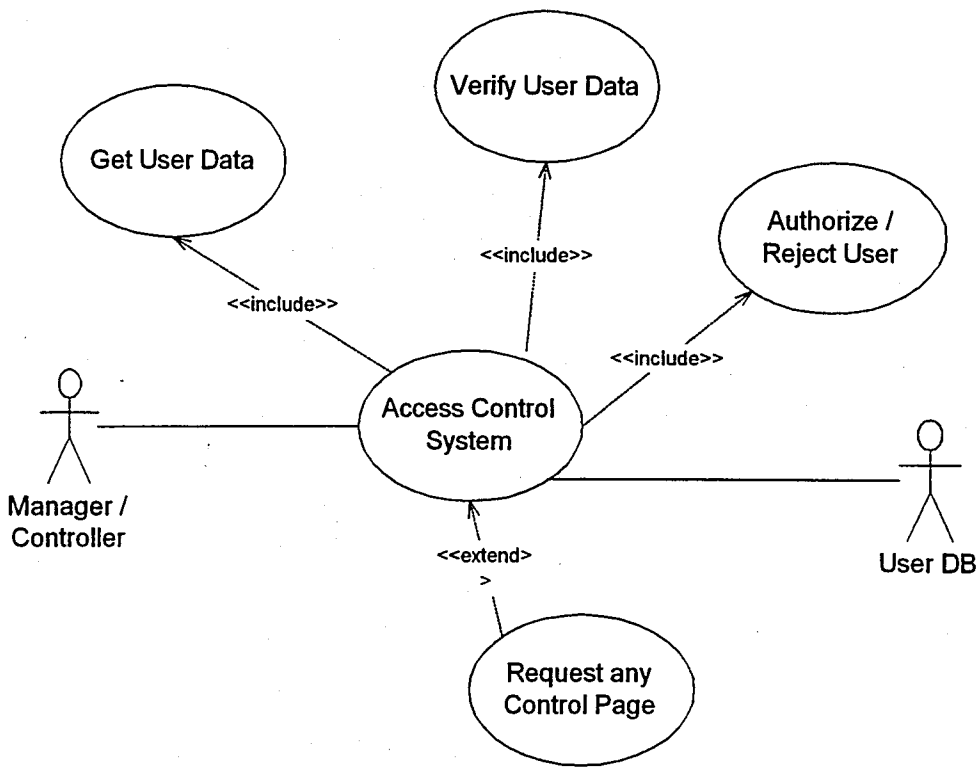 Verify User Data
Get User Data
Authorize /
Reject User
<<include>>
<<include>>
<<include>>
Access Control
System
Manager /
Controller
<<extend>
>
User DB
Request any
Control Page